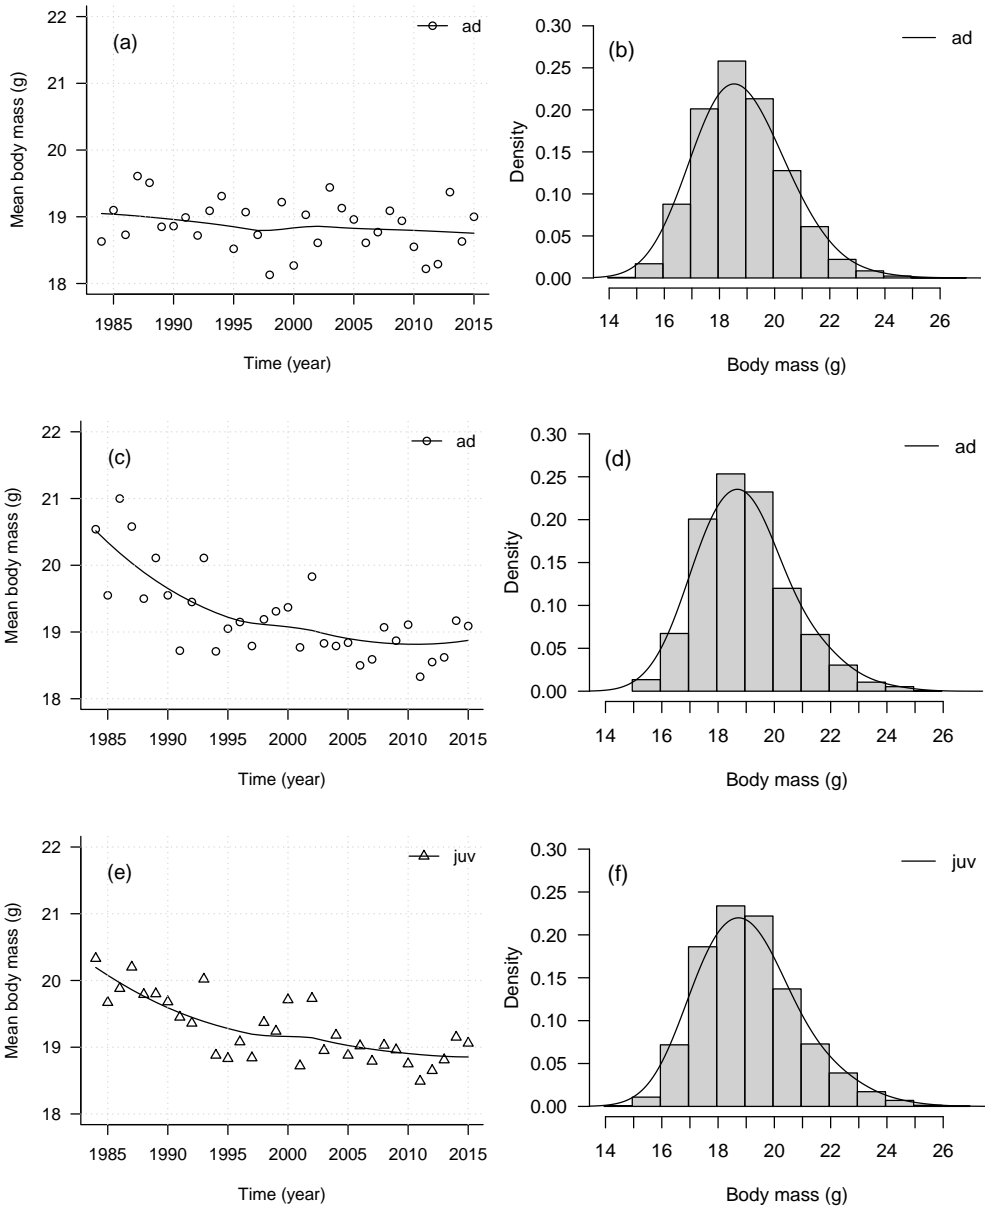 (a)
ad
22
21
20
19
18
Mean body mass (g)
1985 1990 1995 2000 2005 2010 2015
Time (year)
(b)
ad
0.30
0.25
0.20
0.15
0.10
0.05
0.00
Density
14 16 18 20 22 24 26
Body mass (g)
(c)
ad
22
21
20
19
18
Mean body mass (g)
1985 1990 1995 2000 2005 2010 2015
Time (year)
(d)
ad
0.30
0.25
0.20
0.15
0.10
0.05
0.00
Density
14 16 18 20 22 24 26
Body mass (g)
(e)
juv
22
21
20
19
18
Mean body mass (g)
1985 1990 1995 2000 2005 2010 2015
Time (year)
(f)
juv
0.30
0.25
0.20
0.15
0.10
0.05
0.00
Density
14 16 18 20 22 24 26
Body mass (g)